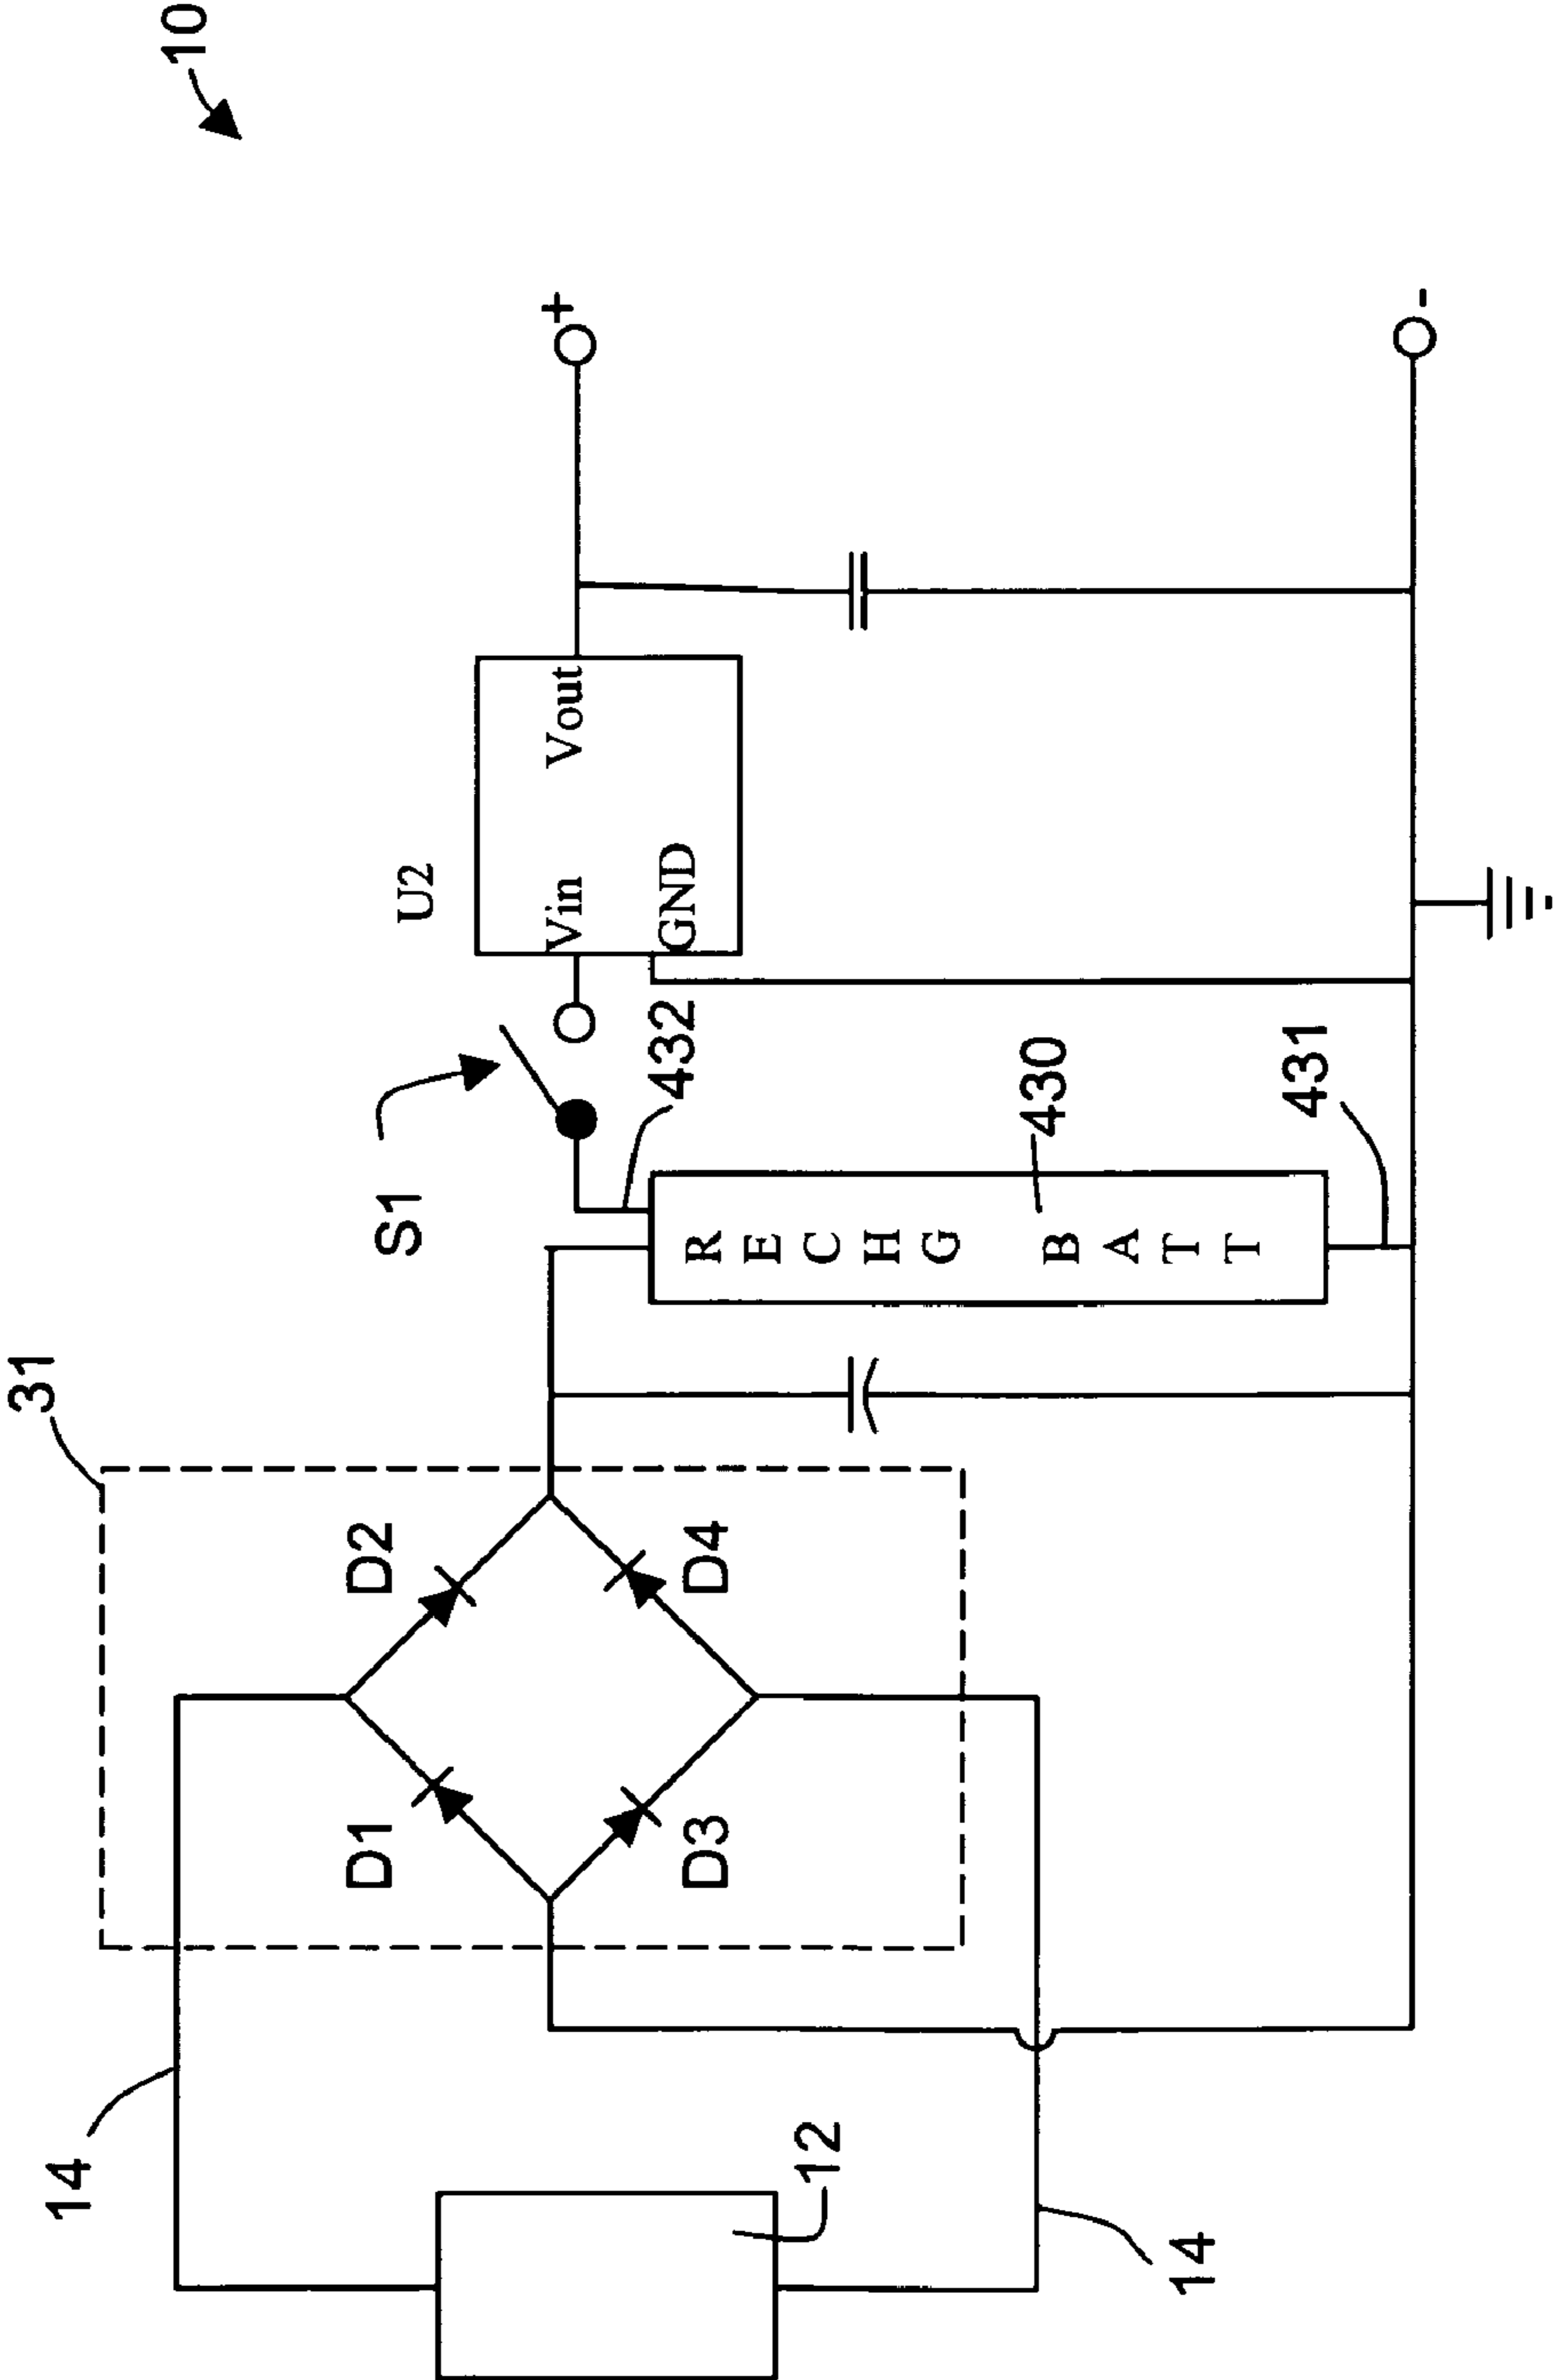 10
31
14
D1
D2
D3
D4
S1
432
U2
Vin
Vout
GND
+
RECHG BATT
430
431
12
14
-